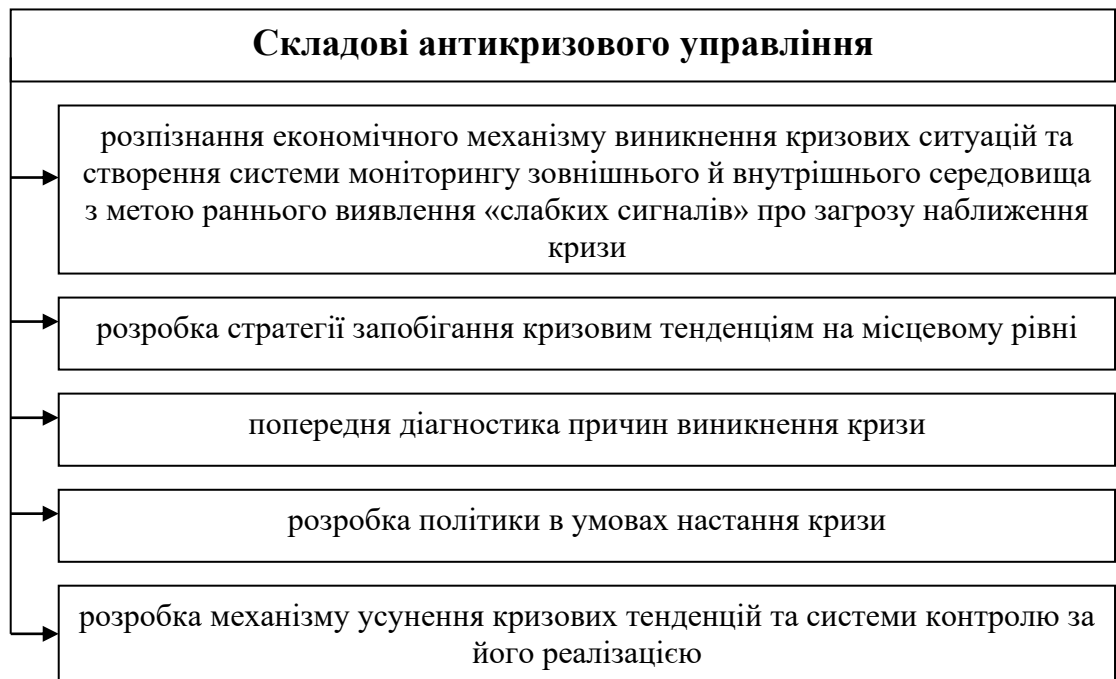 Складові антикризового управління
розпізнання економічного механізму виникнення кризових ситуацій та
створення системи моніторингу зовнішнього й внутрішнього середовища
з метою раннього виявлення «слабких сигналів» про загрозу наближення
кризи
розробка стратегії запобігання кризовим тенденціям на місцевому рівні
попередня діагностика причин виникнення кризи
розробка політики в умовах настання кризи
розробка механізму усунення кризових тенденцій та системи контролю за
його реалізацією